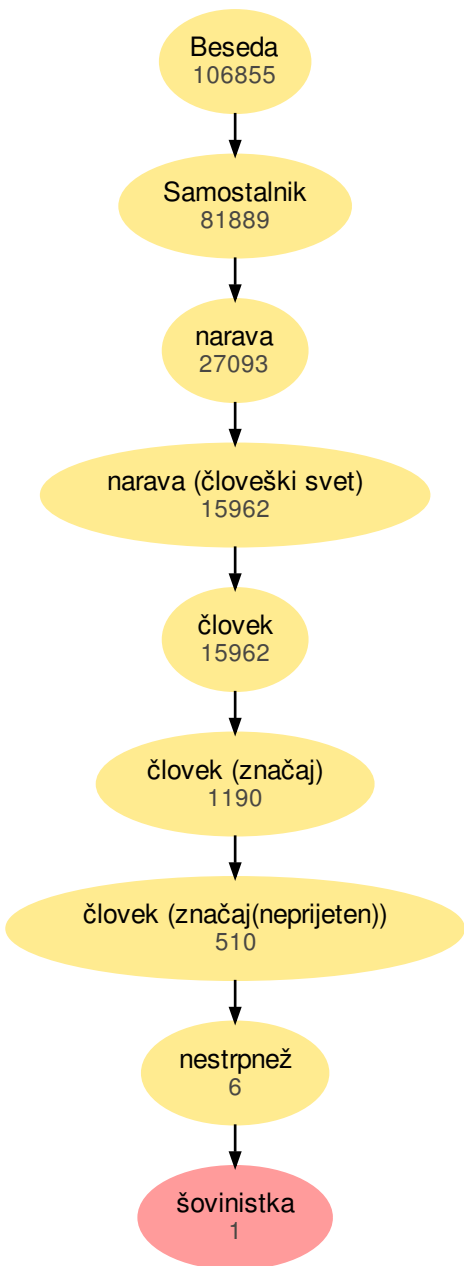 Beseda
106855
Samostalnik
81889
narava
27093
narava (človeški svet)
15962
človek
15962
človek (značaj)
1190
človek (značaj(neprijeten))
510
nestrpnež
6
šovinistka
1